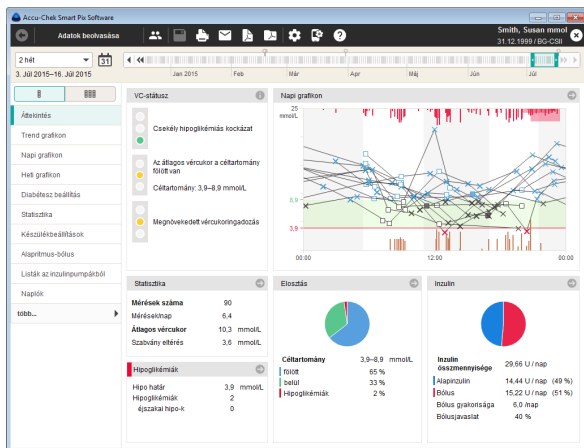 Accu-Chek Smart Pix Software
Adatok beolvasása
Smith, Susan mmol
31.12.1999 / BG-CSII
2 hét
31
3. Júl 2015–16. Júl 2015
Jan 2015 Feb Már Apr Máj Jún Júl
Áttekintés
Trend grafikon
Napi grafikon
Heti grafikon
Diabétesz beállítás
Statisztika
Készülékbeállítások
Alapritmus-bólus
Listák az inzulinpumpákból
Naplók
több...
VC-státusz
Csekély hipoglikémiás kockázat
Az átlagos vércukor a céltartomány
fölött van
Céltartomány: 3,9–8,9 mmol/L
Megnövekedett vércukoringadozás
Napi grafikon
25
mmol/L
8,9
3,9
00:00 12:00 00:00
Statisztika
Mérések száma 90
Mérések/nap 6,4
Átlagos vércukor 10,3 mmol/L
Szabvány eltérés 3,6 mmol/L
Hipoglikémiák
Hipo határ 3,9 mmol/L
Hipoglikémiák 2
éjszakai hipo-k 0
Elosztás
Céltartomány 3,9–8,9 mmol/L
fölött 65 %
belül 33 %
Hipoglikémiák 2 %
Inzulin
Inzulin
összmennyisége 29,66 U / nap
Alapinzulin 14,44 U / nap (49 %)
Bólus 15,22 U / nap (51 %)
Bólus gyakorisága 6,0 /nap
Bólusjavaslat 40 %